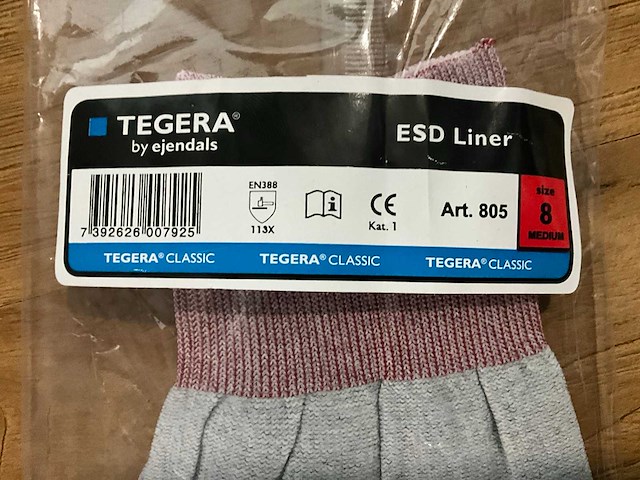 TEGERA®
by ejendals
ESD Liner
7 392626 007925
EN388
113X
i
CE
Kat. 1
Art. 805
size
8
MEDIUM
TEGERA® CLASSIC
TEGERA® CLASSIC
TEGERA® CLASSIC